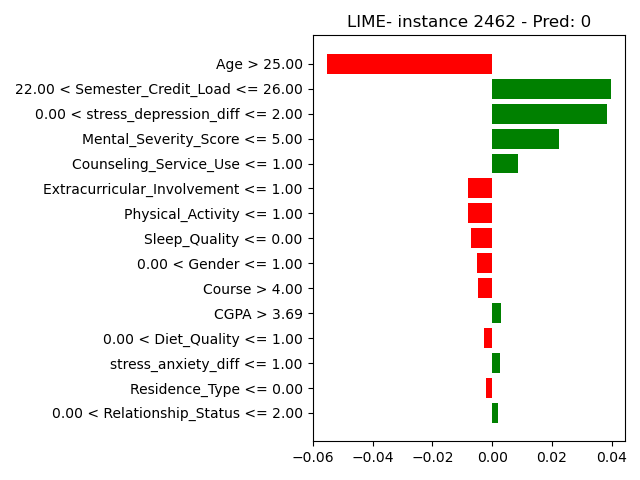 LIME- instance 2462 - Pred: 0
Age > 25.00
22.00 < Semester_Credit_Load <= 26.00
0.00 < stress_depression_diff <= 2.00
Mental_Severity_Score <= 5.00
Counseling_Service_Use <= 1.00
Extracurricular_Involvement <= 1.00
Physical_Activity <= 1.00
Sleep_Quality <= 0.00
0.00 < Gender <= 1.00
Course > 4.00
CGPA > 3.69
0.00 < Diet_Quality <= 1.00
stress_anxiety_diff <= 1.00
Residence_Type <= 0.00
0.00 < Relationship_Status <= 2.00
−0.06 −0.04 −0.02 0.00 0.02 0.04